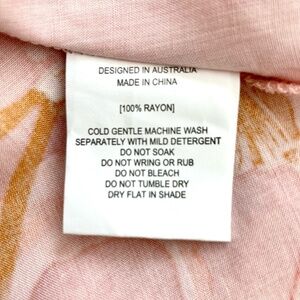 DESIGNED IN AUSTRALIA
MADE IN CHINA
[100% RAYON]
COLD GENTLE MACHINE WASH
SEPARATELY WITH MILD DETERGENT
DO NOT SOAK
DO NOT WRING OR RUB
DO NOT BLEACH
DO NOT TUMBLE DRY
DRY FLAT IN SHADE